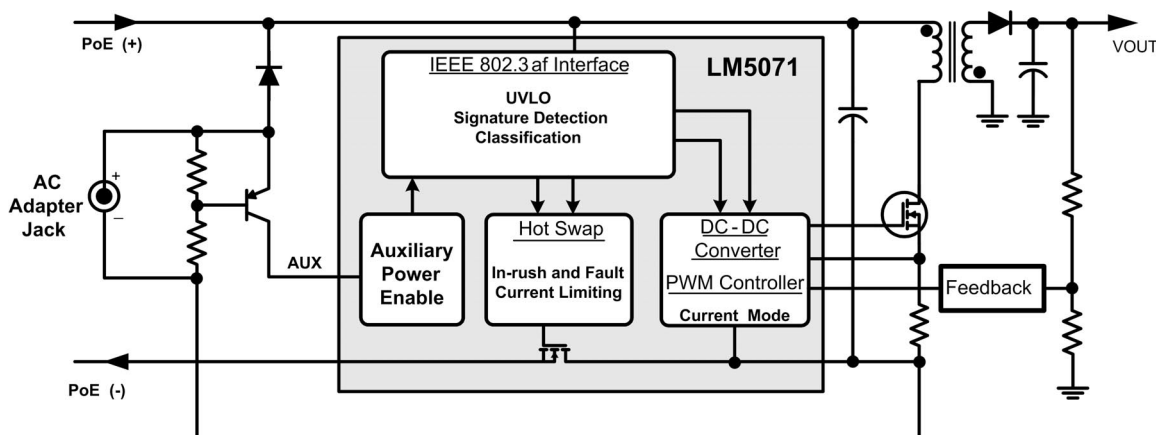 PoE (+)
IEEE 802.3af Interface
UVLO
Signature Detection
Classification
LM5071
VOUT
AC
Adapter
Jack
+
–
AUX
Auxiliary
Power
Enable
Hot Swap
In-rush and Fault
Current Limiting
DC-DC
Converter
PWM Controller
Current Mode
Feedback
PoE (-)